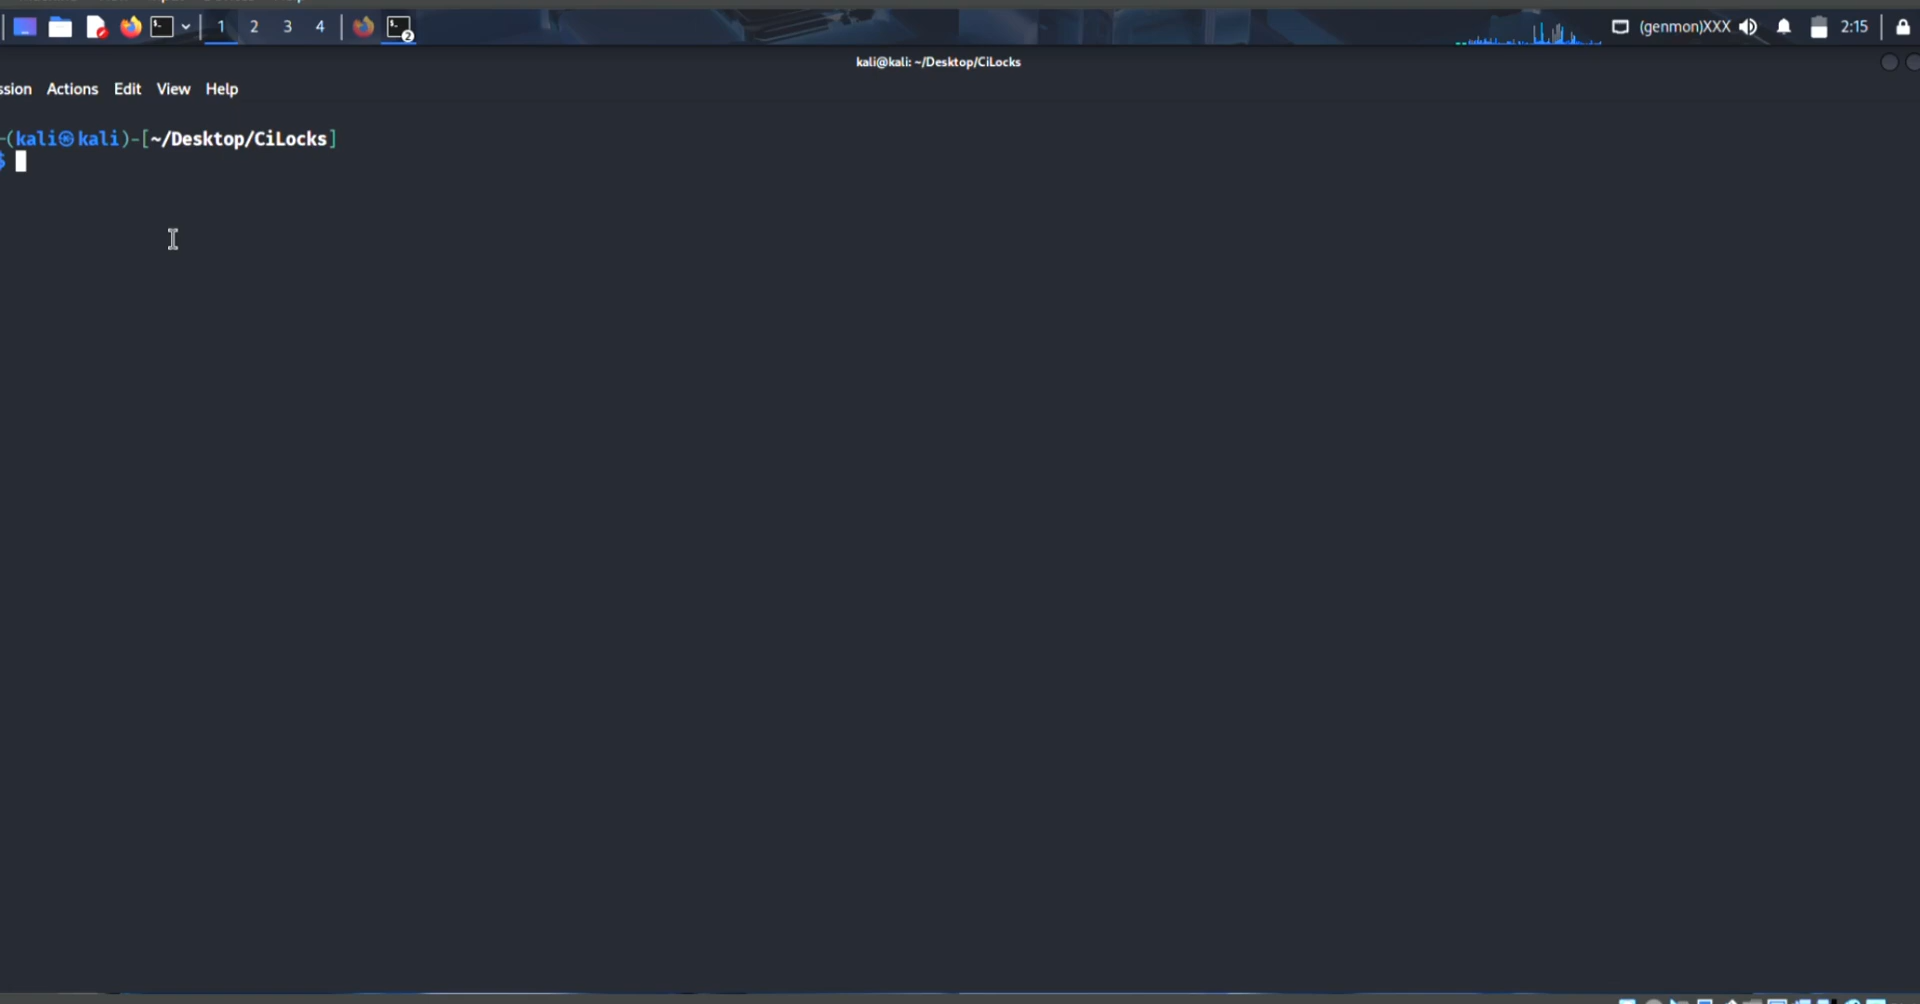 1 2 3 4 2 (genmon)XXX 2:15
kali@kali: ~/Desktop/CiLocks
ssion Actions Edit View Help
-(kali㉿kali)-[~/Desktop/CiLocks]
$